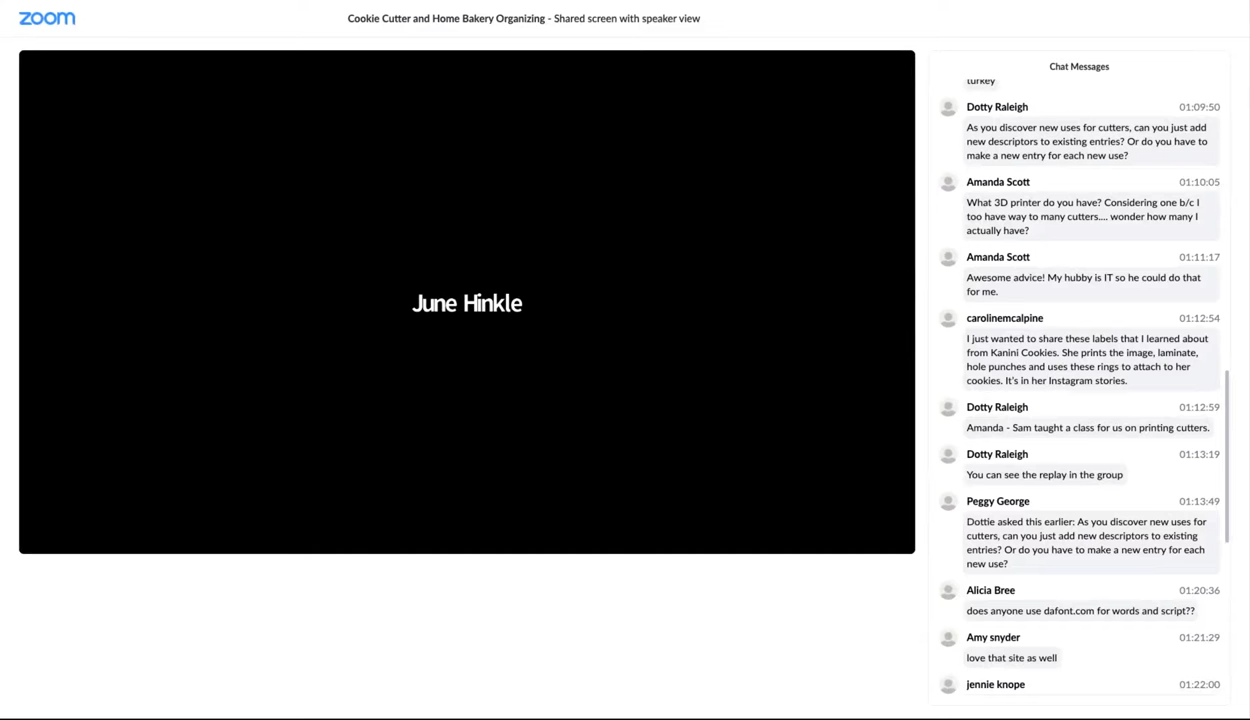 zoom
Cookie Cutter and Home Bakery Organizing - Shared screen with speaker view
June Hinkle
Chat Messages
turkey
Dotty Raleigh 01:09:50
As you discover new uses for cutters, can you just add
new descriptors to existing entries? Or do you have to
make a new entry for each new use?
Amanda Scott 01:10:05
What 3D printer do you have? Considering one b/c I
too have way to many cutters.... wonder how many I
actually have?
Amanda Scott 01:11:17
Awesome advice! My hubby is IT so he could do that
for me.
carolinemcalpine 01:12:54
I just wanted to share these labels that I learned about
from Kanini Cookies. She prints the image, laminate,
hole punches and uses these rings to attach to her
cookies. It's in her Instagram stories.
Dotty Raleigh 01:12:59
Amanda - Sam taught a class for us on printing cutters.
Dotty Raleigh 01:13:19
You can see the replay in the group
Peggy George 01:13:49
Dottie asked this earlier: As you discover new uses for
cutters, can you just add new descriptors to existing
entries? Or do you have to make a new entry for each
new use?
Alicia Bree 01:20:36
does anyone use dafont.com for words and script??
Amy snyder 01:21:29
love that site as well
jennie knope 01:22:00